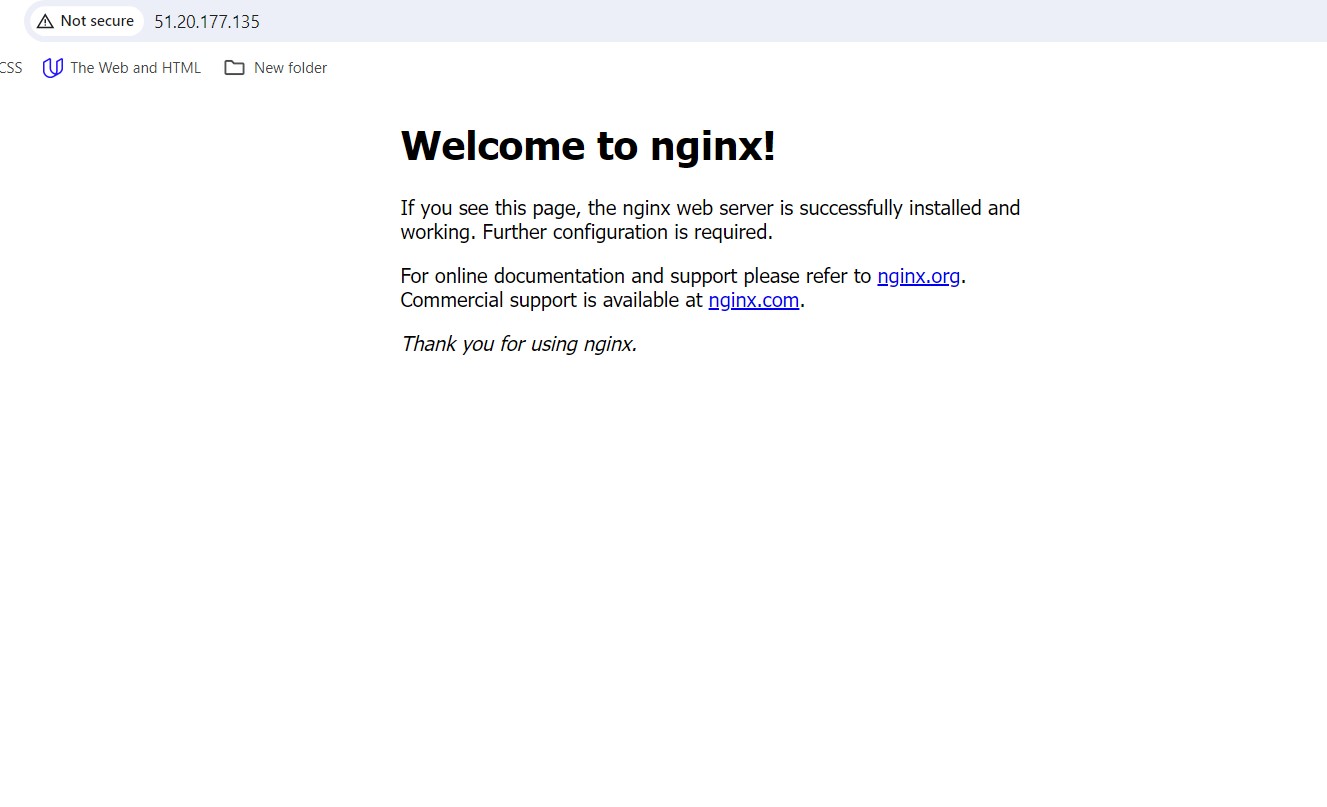 Not secure 51.20.177.135
CSS The Web and HTML New folder
Welcome to nginx!
If you see this page, the nginx web server is successfully installed and
working. Further configuration is required.
For online documentation and support please refer to nginx.org.
Commercial support is available at nginx.com.
Thank you for using nginx.